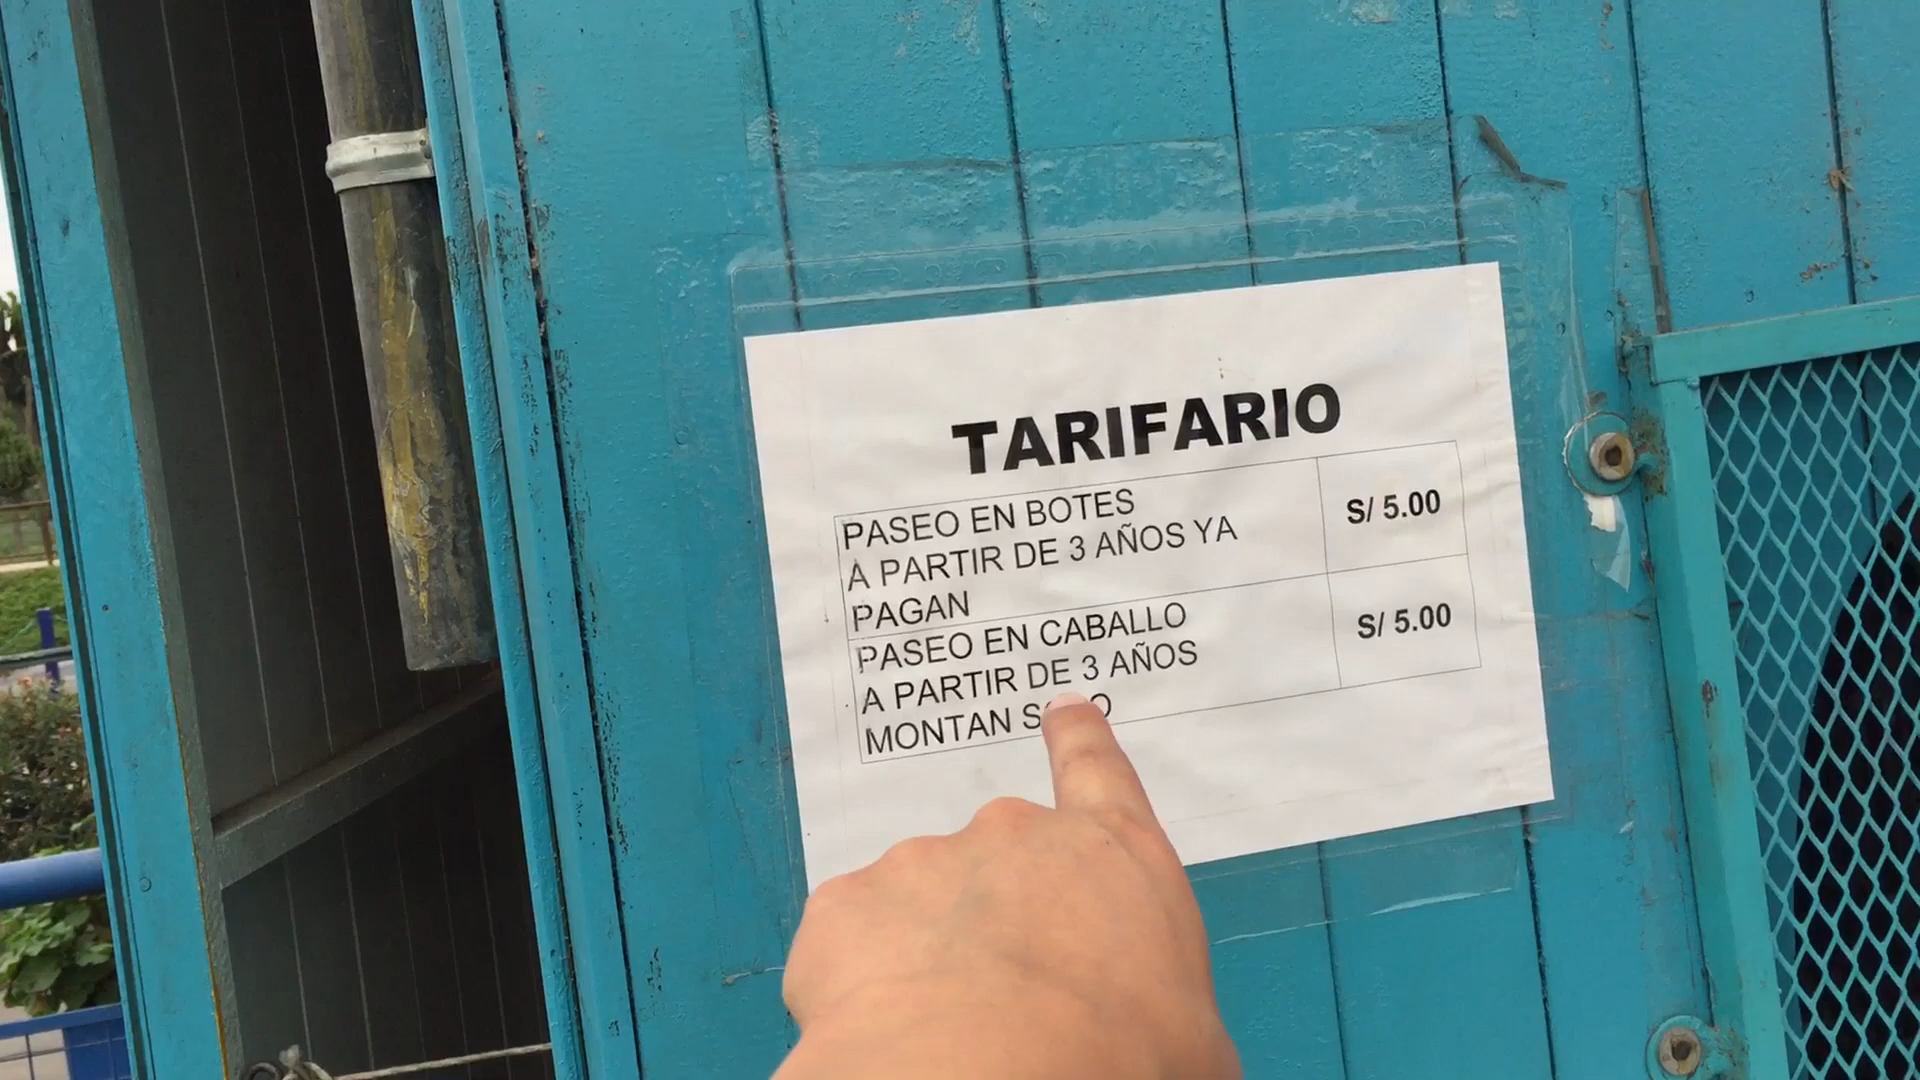 TARIFARIO
PASEO EN BOTES
A PARTIR DE 3 AÑOS YA
PAGAN
S/ 5.00
PASEO EN CABALLO
A PARTIR DE 3 AÑOS
MONTAN
S/ 5.00